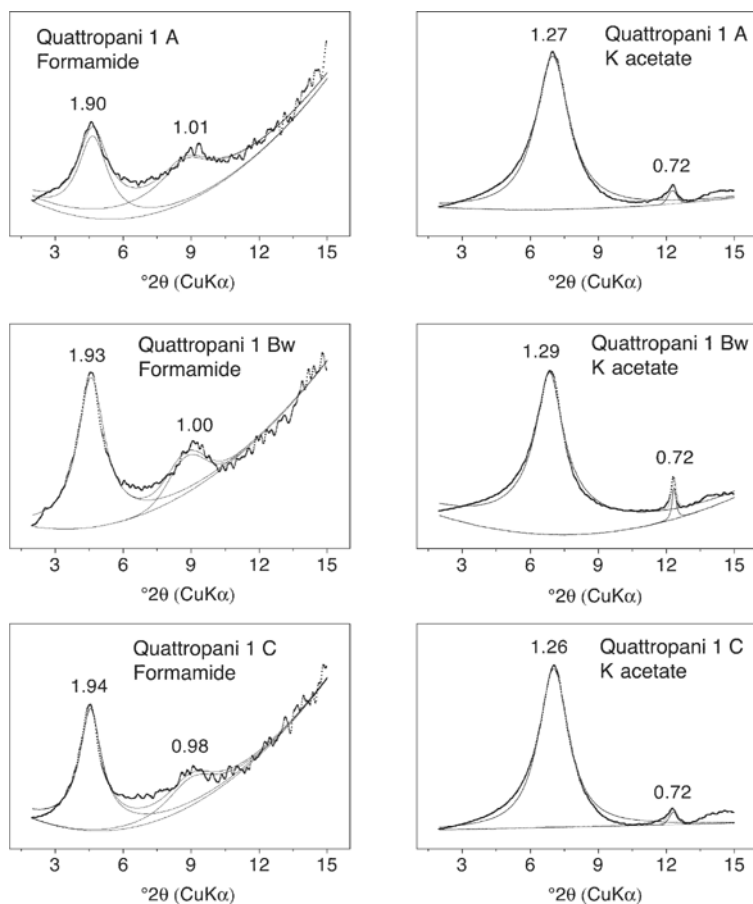 Quattropani 1 A
Formamide
1.90
1.01
3 6 9 12 15
°2θ (CuKα)
Quattropani 1 A
K acetate
1.27
0.72
3 6 9 12 15
°2θ (CuKα)
Quattropani 1 Bw
Formamide
1.93
1.00
3 6 9 12 15
°2θ (CuKα)
Quattropani 1 Bw
K acetate
1.29
0.72
3 6 9 12 15
°2θ (CuKα)
Quattropani 1 C
Formamide
1.94
0.98
3 6 9 12 15
°2θ (CuKα)
Quattropani 1 C
K acetate
1.26
0.72
3 6 9 12 15
°2θ (CuKα)